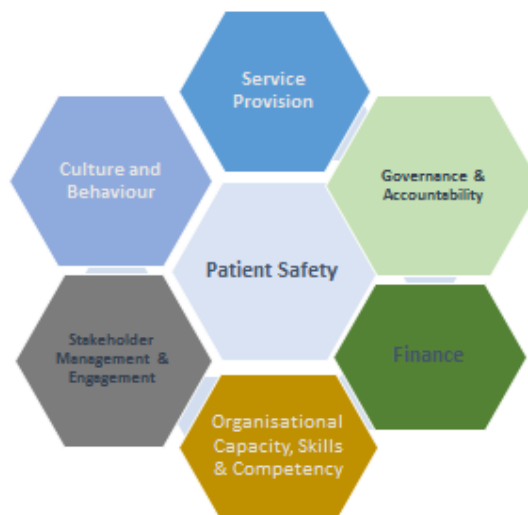 Service
Provision
Culture and
Behaviour
Governance &
Accountability
Patient Safety
Stakeholder
Management &
Engagement
Finance
Organisational
Capacity, Skills
& Competency